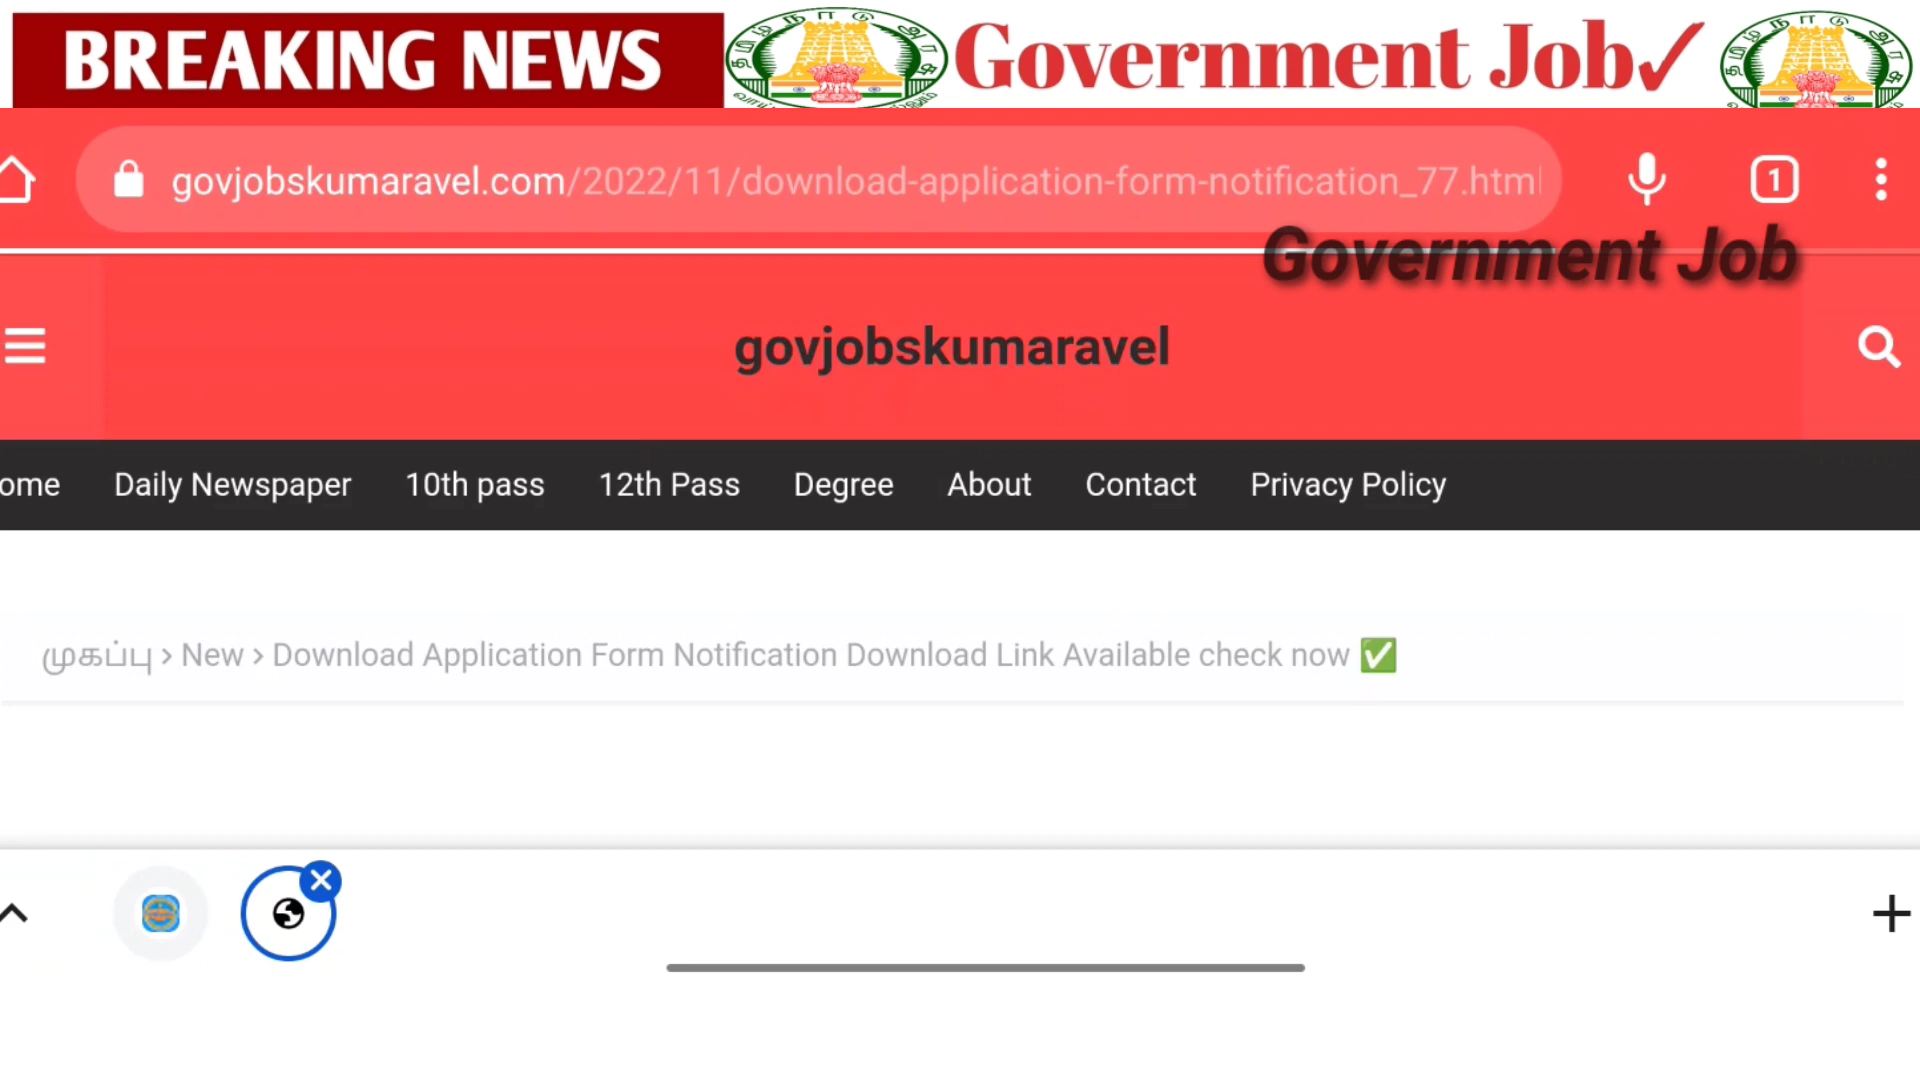 BREAKING NEWS
Government Job✓
govjobskumaravel.com/2022/11/download-application-form-notification_77.html
1
Government Job
govjobskumaravel
ome Daily Newspaper 10th pass 12th Pass Degree About Contact Privacy Policy
முகப்பு › New › Download Application Form Notification Download Link Available check now ✅